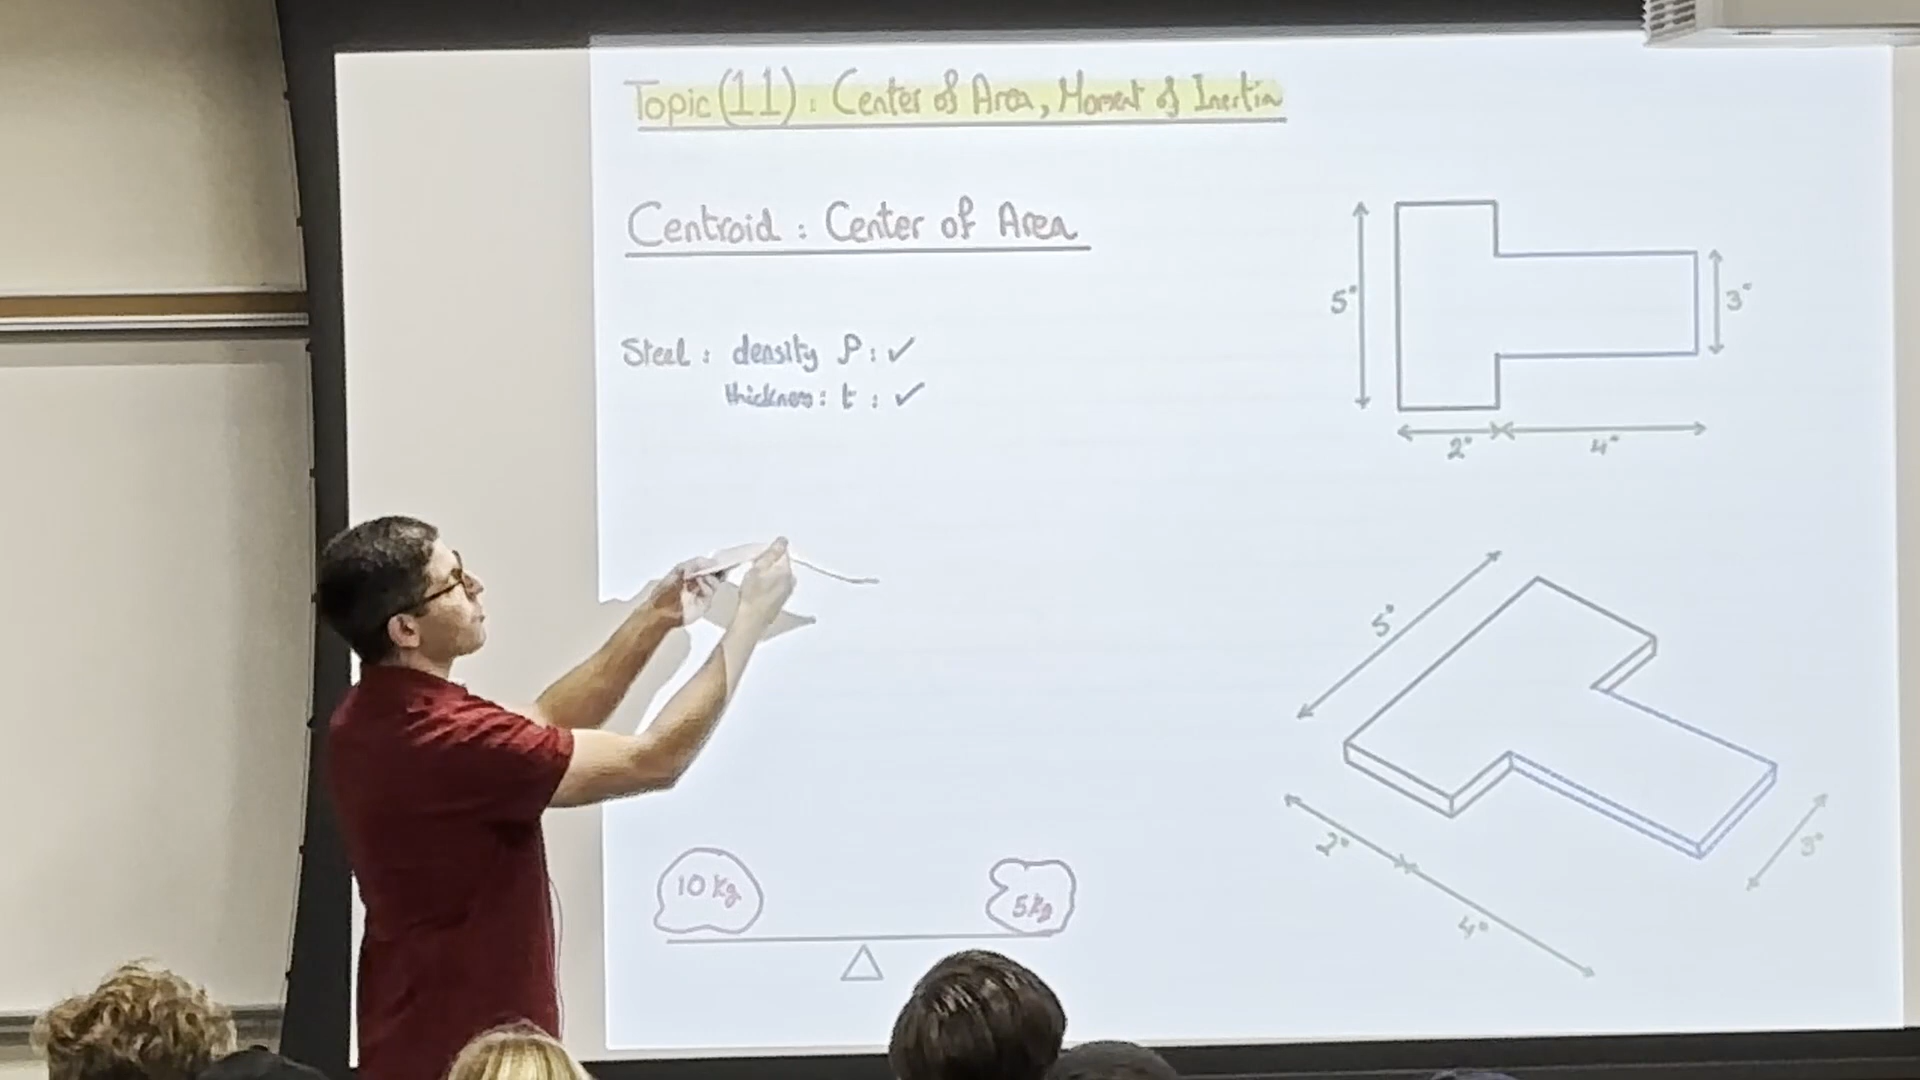 Topic (11) : Center of Area, Moment of Inertia
Centroid : Center of Area
Steel : density ρ : ✓
thickness : t : ✓
5"
3"
2"
4"
5"
2"
4"
3"
10 Kg
5 Kg